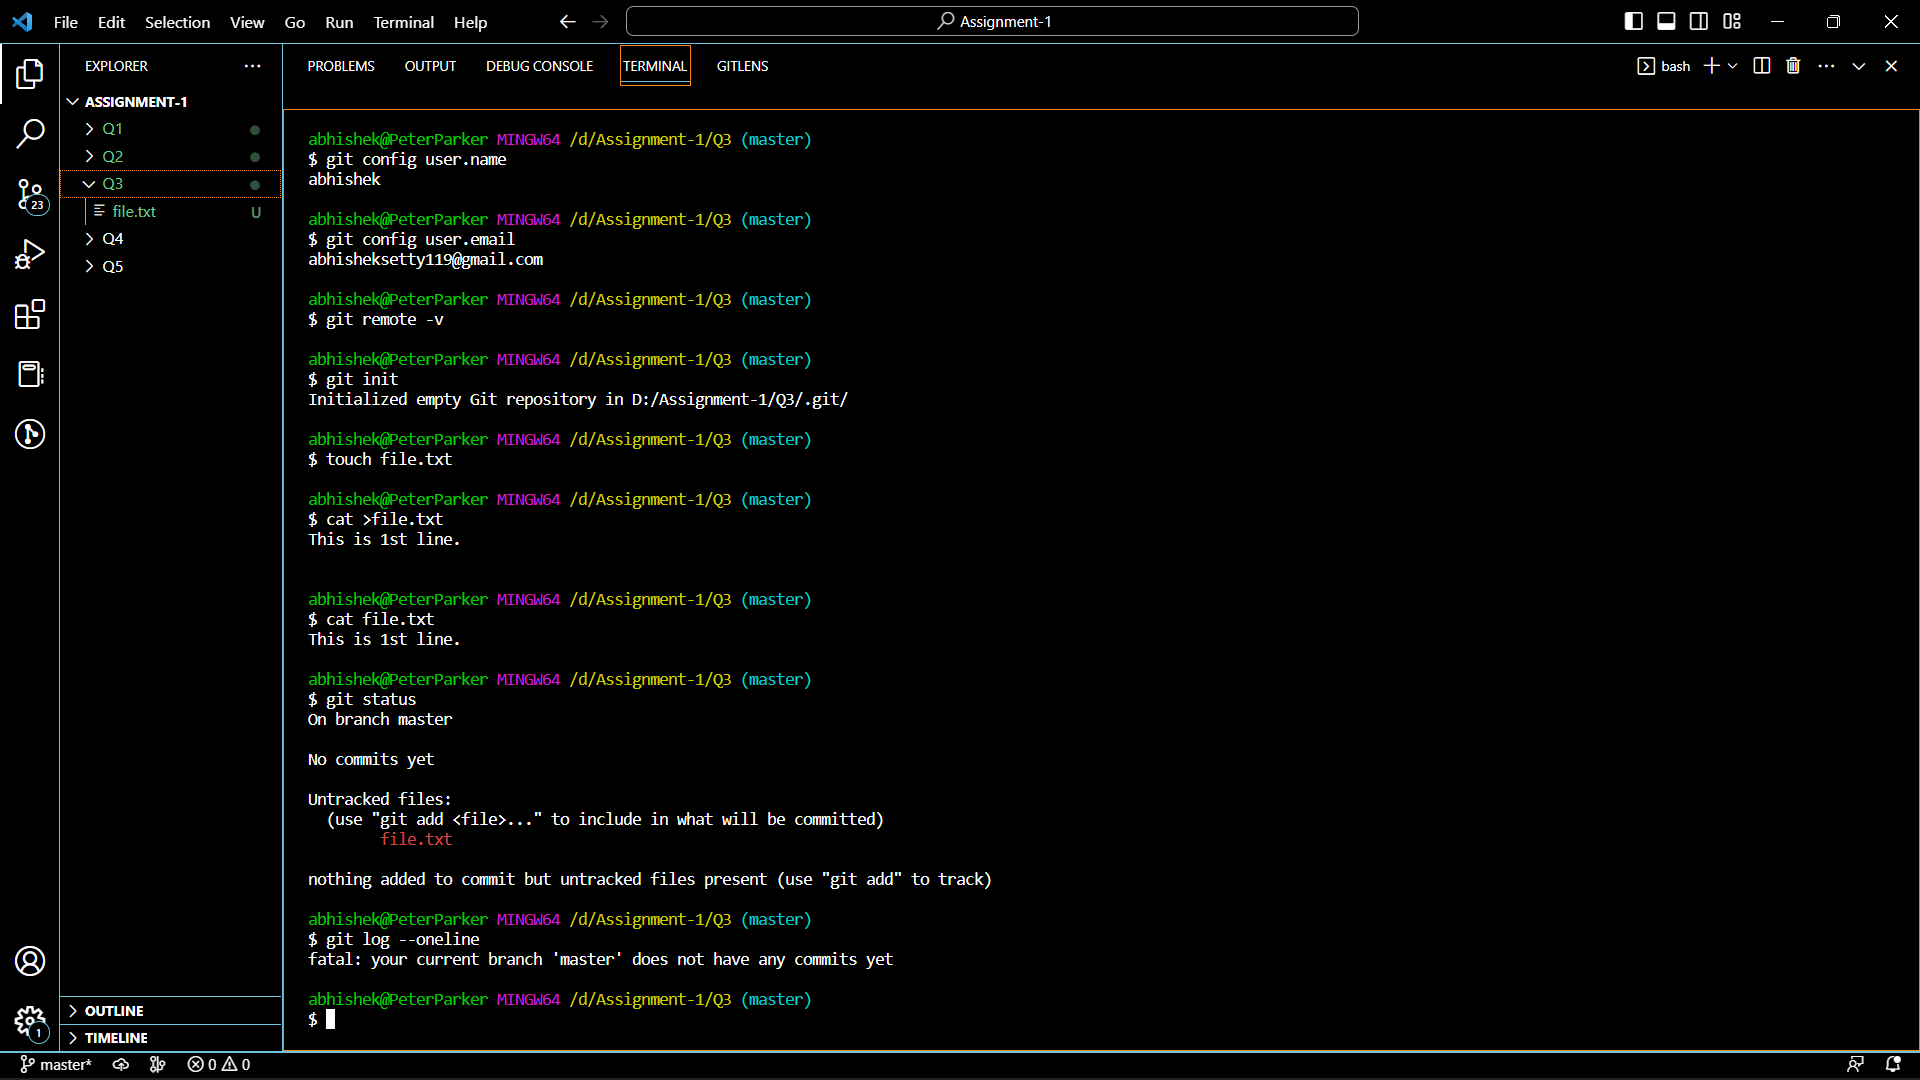 File Edit Selection View Go Run Terminal Help
Assignment-1
EXPLORER
ASSIGNMENT-1
Q1
Q2
Q3
file.txt U
Q4
Q5
OUTLINE
TIMELINE
23
1
PROBLEMS OUTPUT DEBUG CONSOLE TERMINAL GITLENS
bash
abhishek@PeterParker MINGW64 /d/Assignment-1/Q3 (master)
$ git config user.name
abhishek
abhishek@PeterParker MINGW64 /d/Assignment-1/Q3 (master)
$ git config user.email
abhisheksetty119@gmail.com
abhishek@PeterParker MINGW64 /d/Assignment-1/Q3 (master)
$ git remote -v
abhishek@PeterParker MINGW64 /d/Assignment-1/Q3 (master)
$ git init
Initialized empty Git repository in D:/Assignment-1/Q3/.git/
abhishek@PeterParker MINGW64 /d/Assignment-1/Q3 (master)
$ touch file.txt
abhishek@PeterParker MINGW64 /d/Assignment-1/Q3 (master)
$ cat >file.txt
This is 1st line.
abhishek@PeterParker MINGW64 /d/Assignment-1/Q3 (master)
$ cat file.txt
This is 1st line.
abhishek@PeterParker MINGW64 /d/Assignment-1/Q3 (master)
$ git status
On branch master
No commits yet
Untracked files:
(use "git add <file>..." to include in what will be committed)
file.txt
nothing added to commit but untracked files present (use "git add" to track)
abhishek@PeterParker MINGW64 /d/Assignment-1/Q3 (master)
$ git log --oneline
fatal: your current branch 'master' does not have any commits yet
abhishek@PeterParker MINGW64 /d/Assignment-1/Q3 (master)
$
master* 0 0